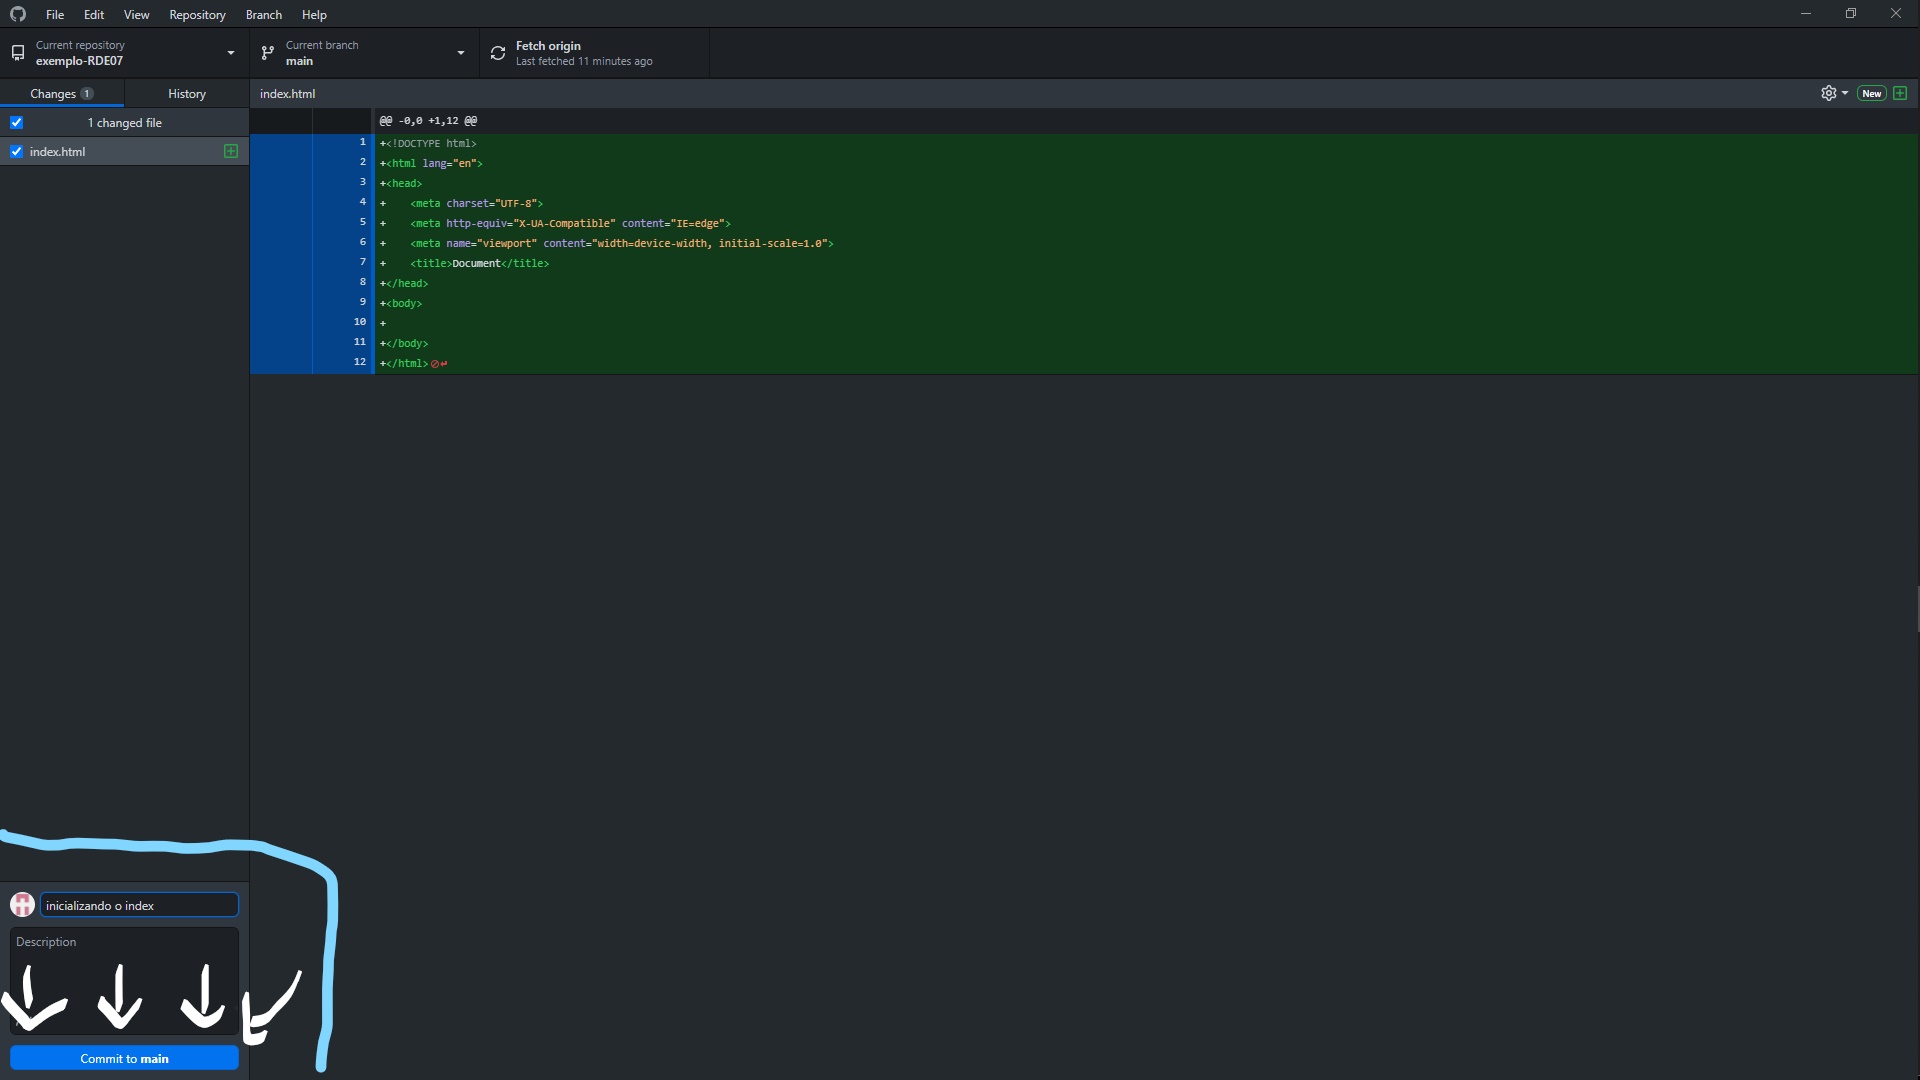 File Edit View Repository Branch Help
Current repository
exemplo-RDE07
Current branch
main
Fetch origin
Last fetched 11 minutes ago
Changes 1 History
1 changed file
index.html
index.html
New
@@ -0,0 +1,12 @@
1 +<!DOCTYPE html>
2 +<html lang="en">
3 +<head>
4 +    <meta charset="UTF-8">
5 +    <meta http-equiv="X-UA-Compatible" content="IE=edge">
6 +    <meta name="viewport" content="width=device-width, initial-scale=1.0">
7 +    <title>Document</title>
8 +</head>
9 +<body>
10 +
11 +</body>
12 +</html>
inicializando o index
Description
Commit to main